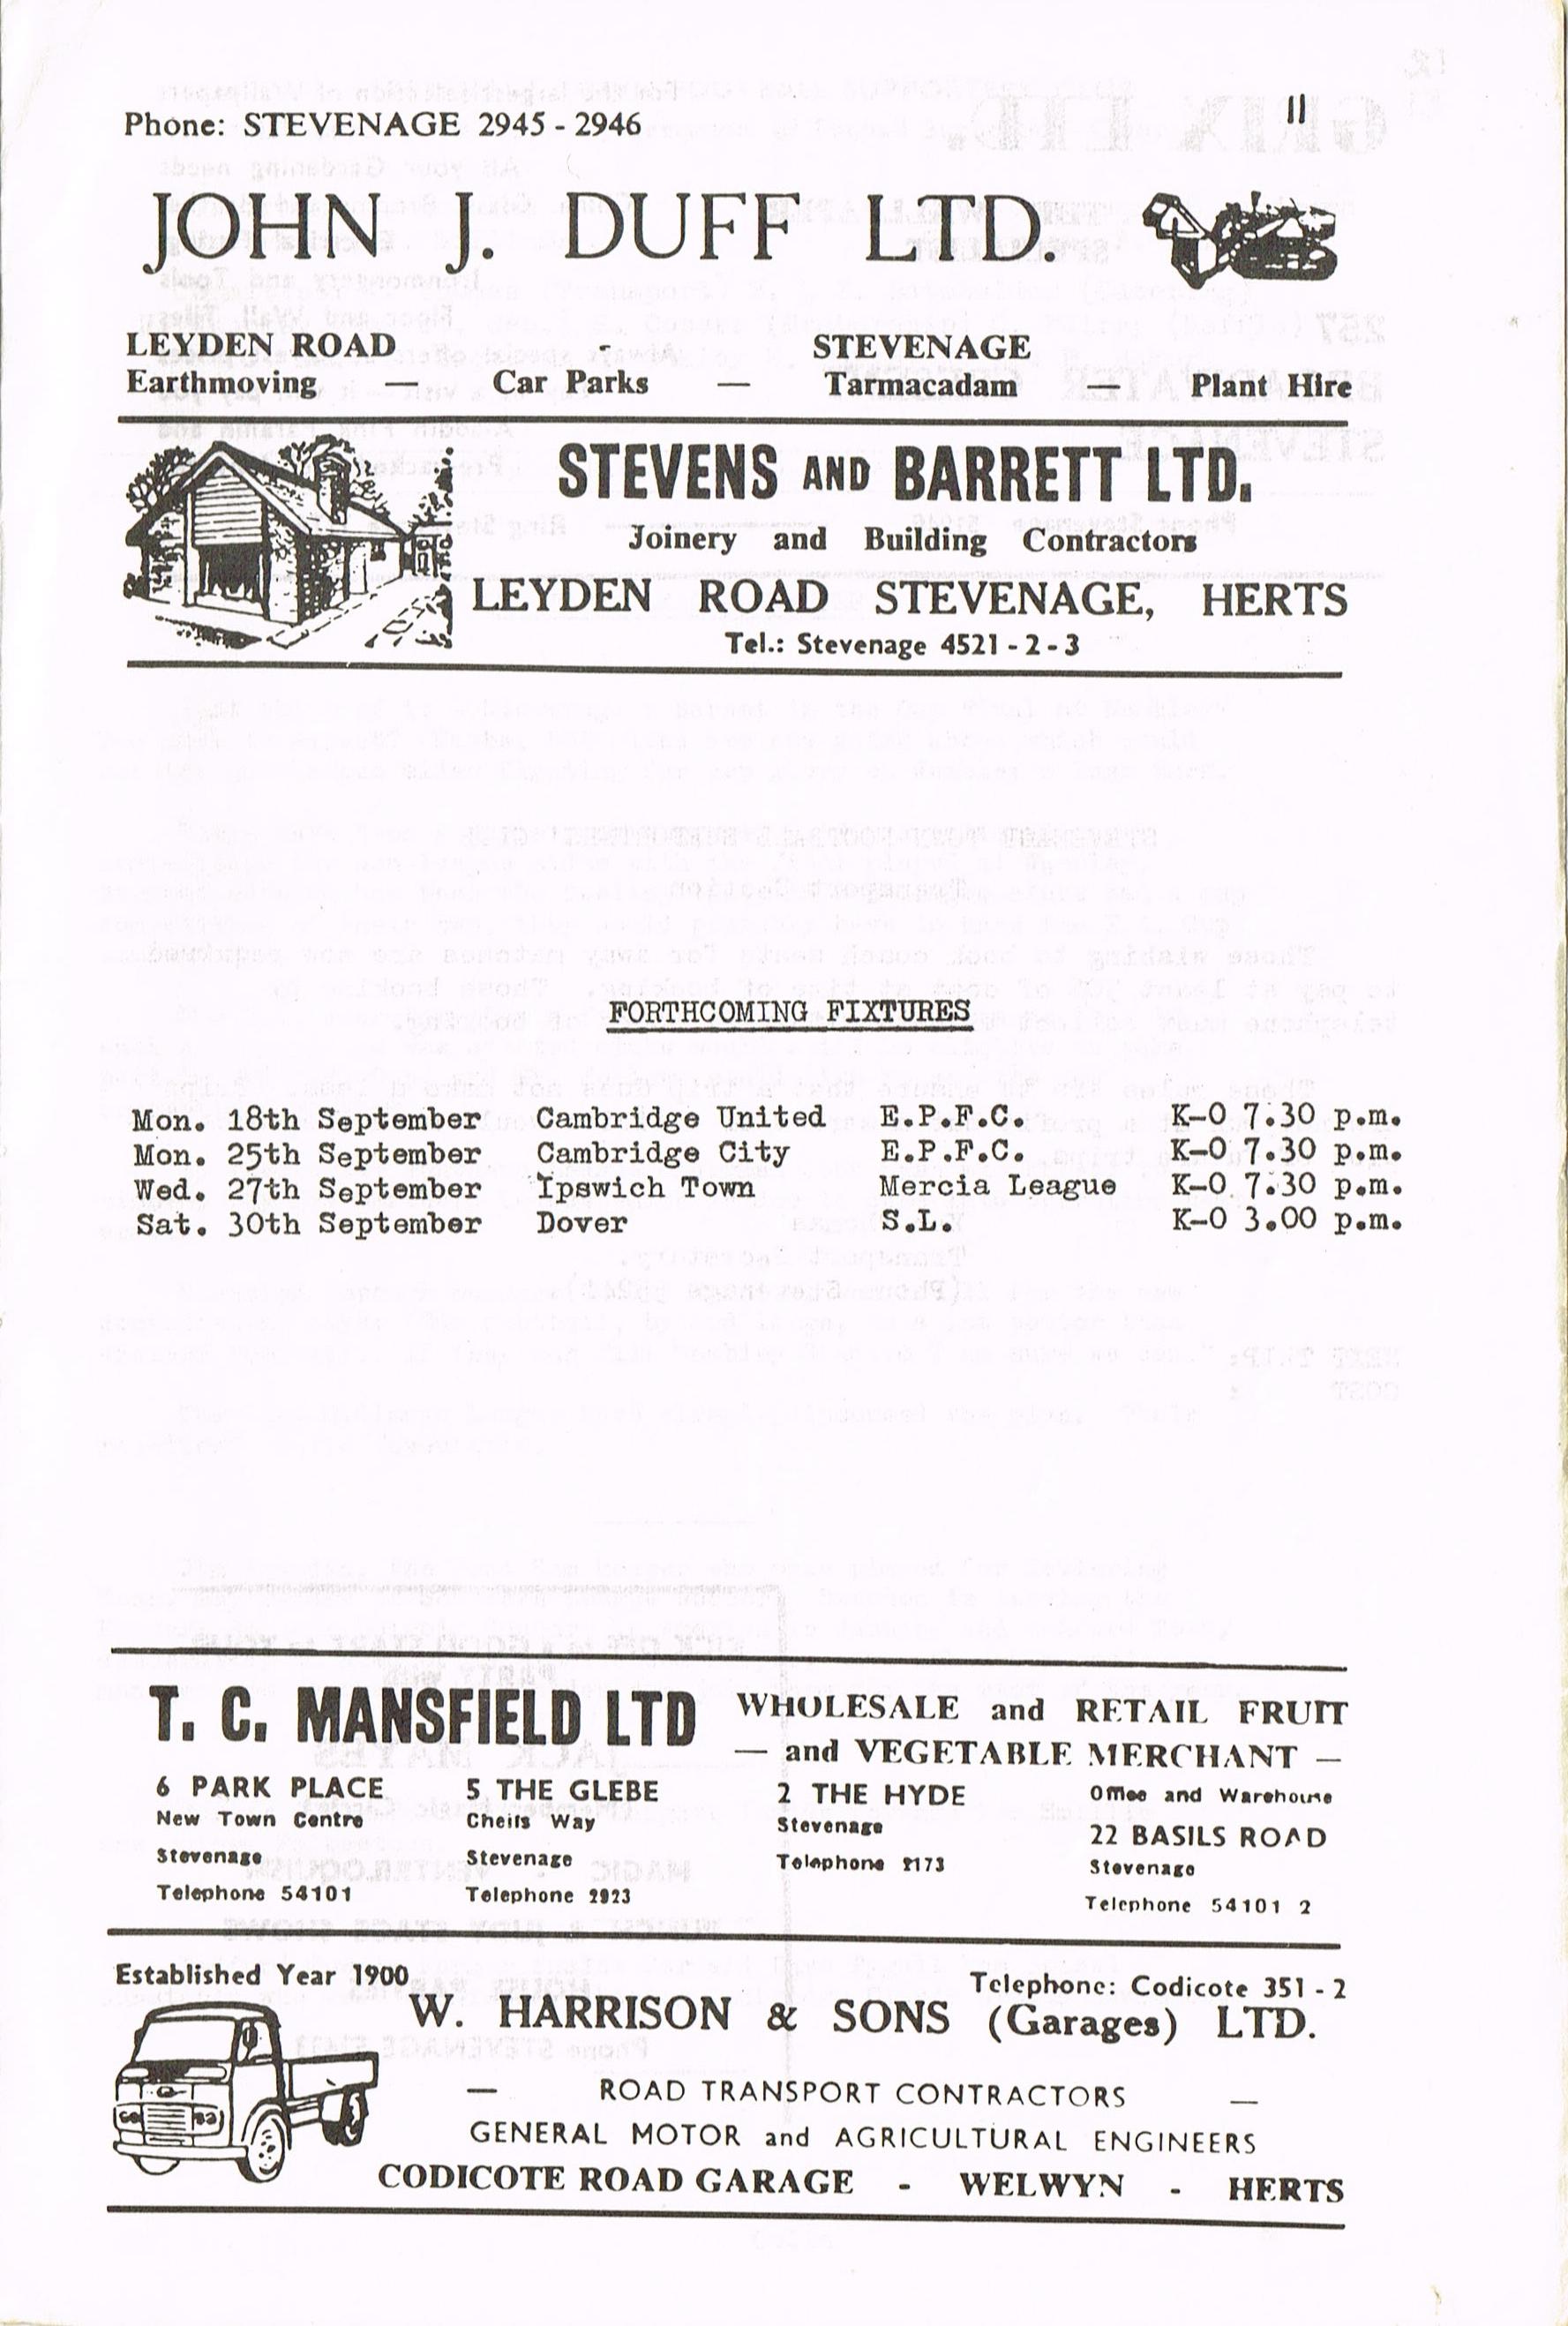 11
Phone: STEVENAGE 2945 - 2946
JOHN J. DUFF LTD.
LEYDEN ROAD - STEVENAGE
Earthmoving — Car Parks — Tarmacadam — Plant Hire
STEVENS AND BARRETT LTD.
Joinery and Building Contractors
LEYDEN ROAD STEVENAGE, HERTS
Tel.: Stevenage 4521 - 2 - 3
FORTHCOMING FIXTURES
Mon. 18th September Cambridge United E.P.F.C. K-O 7.30 p.m.
Mon. 25th September Cambridge City E.P.F.C. K-O 7.30 p.m.
Wed. 27th September Ipswich Town Mercia League K-O 7.30 p.m.
Sat. 30th September Dover S.L. K-O 3.00 p.m.
T. C. MANSFIELD LTD
WHOLESALE and RETAIL FRUIT
— and VEGETABLE MERCHANT —
6 PARK PLACE
New Town Centre
Stevenage
Telephone 54101
5 THE GLEBE
Chells Way
Stevenage
Telephone 2923
2 THE HYDE
Stevenage
Telephone 2173
Office and Warehouse
22 BASILS ROAD
Stevenage
Telephone 54101 2
Established Year 1900
Telephone: Codicote 351 - 2
W. HARRISON & SONS (Garages) LTD.
— ROAD TRANSPORT CONTRACTORS —
GENERAL MOTOR and AGRICULTURAL ENGINEERS
CODICOTE ROAD GARAGE - WELWYN - HERTS